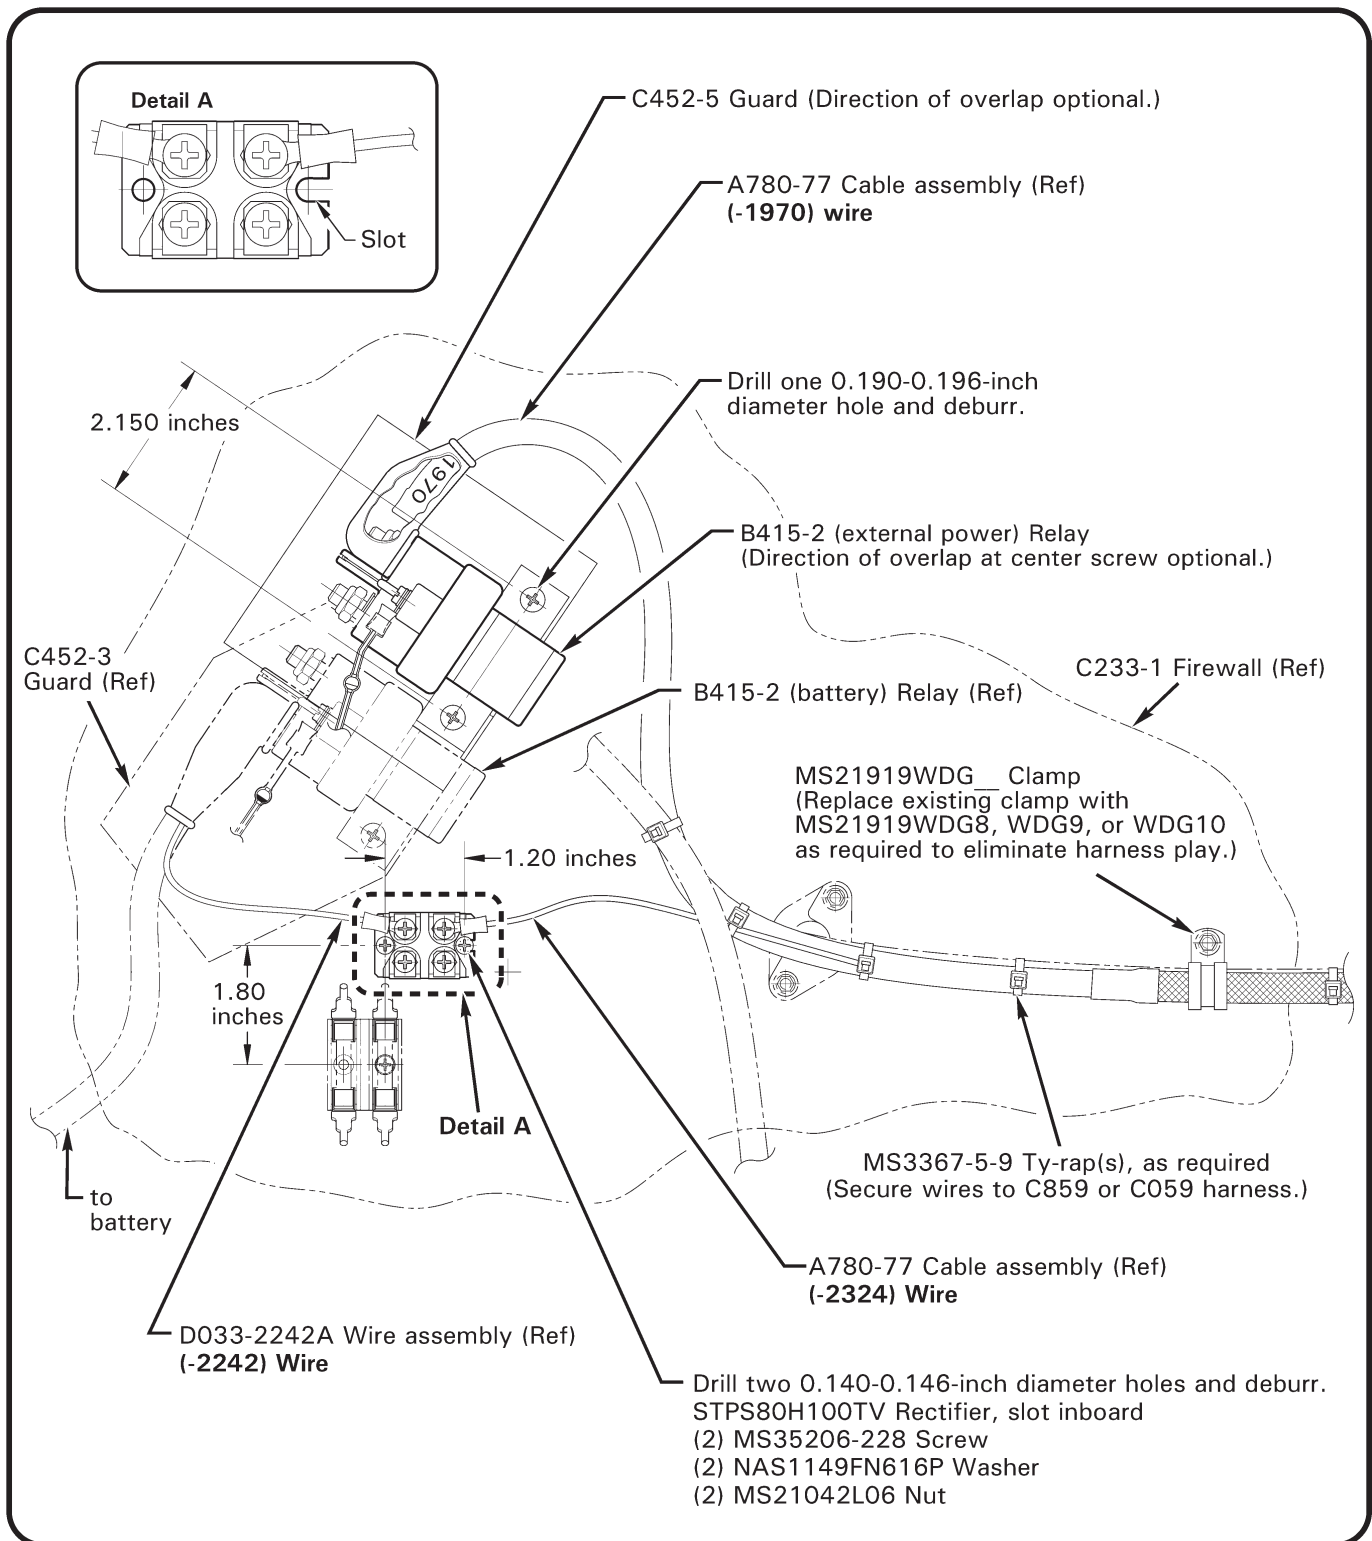 Detail A
Slot
C452-5 Guard (Direction of overlap optional.)
A780-77 Cable assembly (Ref)
(-1970) wire
2.150 inches
Drill one 0.190-0.196-inch
diameter hole and deburr.
1970
B415-2 (external power) Relay
(Direction of overlap at center screw optional.)
C452-3
Guard (Ref)
C233-1 Firewall (Ref)
B415-2 (battery) Relay (Ref)
MS21919WDG__ Clamp
(Replace existing clamp with
MS21919WDG8, WDG9, or WDG10
as required to eliminate harness play.)
1.20 inches
1.80
inches
Detail A
MS3367-5-9 Ty-rap(s), as required
(Secure wires to C859 or C059 harness.)
to
battery
A780-77 Cable assembly (Ref)
(-2324) Wire
D033-2242A Wire assembly (Ref)
(-2242) Wire
Drill two 0.140-0.146-inch diameter holes and deburr.
STPS80H100TV Rectifier, slot inboard
(2) MS35206-228 Screw
(2) NAS1149FN616P Washer
(2) MS21042L06 Nut